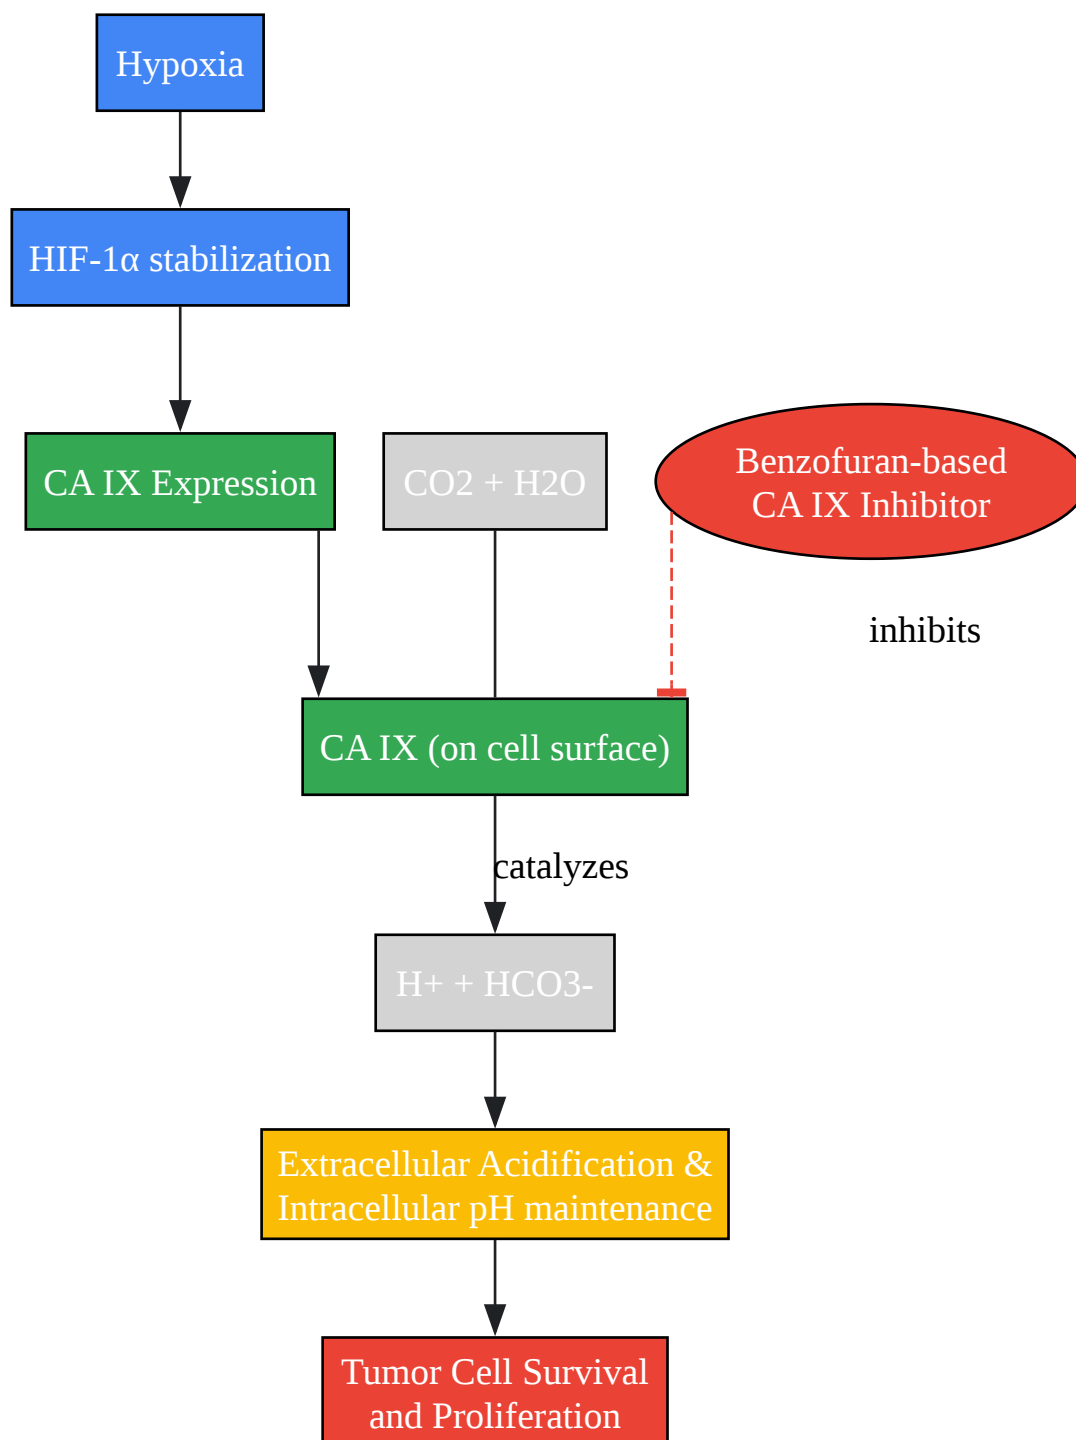 Hypoxia
HIF-1α stabilization
CA IX Expression
CO2 + H2O
Benzofuran-based
CA IX Inhibitor
inhibits
CA IX (on cell surface)
catalyzes
H+ + HCO3-
Extracellular Acidification &
Intracellular pH maintenance
Tumor Cell Survival
and Proliferation